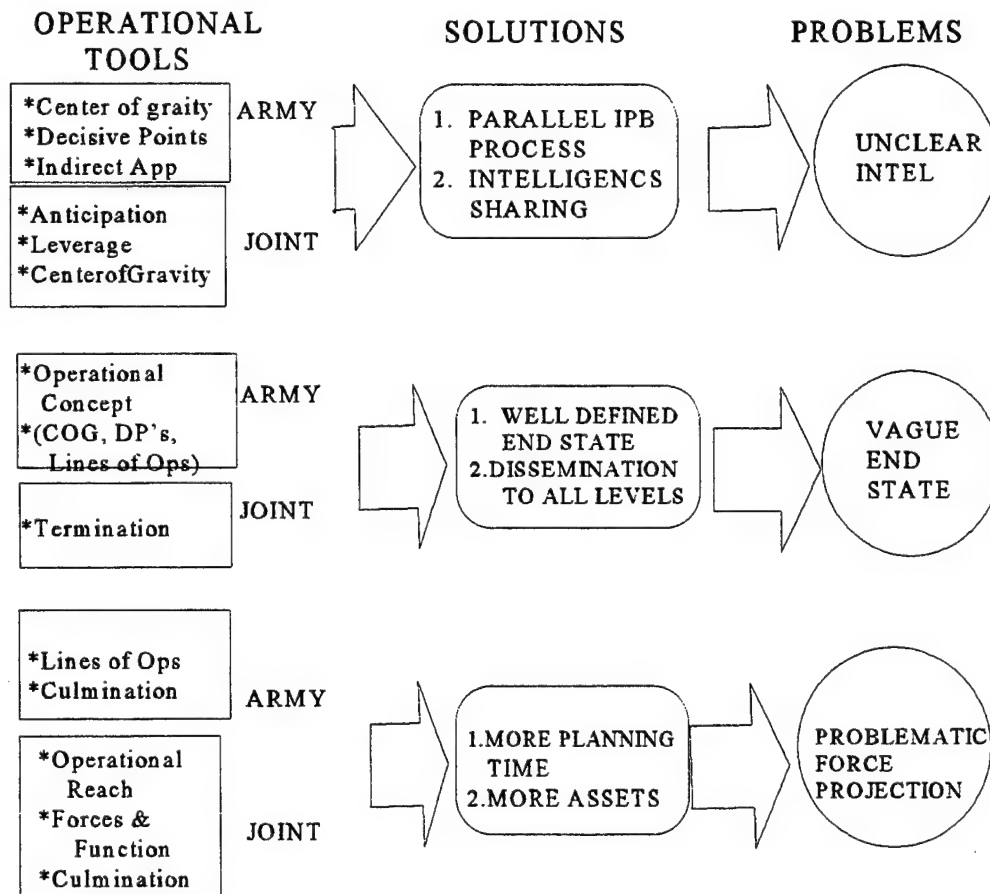 OPERATIONAL
TOOLS
SOLUTIONS
PROBLEMS
*Center of graity
*Decisive Points
*Indirect App
ARMY
*Anticipation
*Leverage
*CenterofGravity
JOINT
1. PARALLEL IPB
PROCESS
2. INTELLIGENCS
SHARING
UNCLEAR
INTEL
*Operational
Concept
*(COG, DP's,
Lines of Ops)
ARMY
*Termination
JOINT
1. WELL DEFINED
END STATE
2.DISSEMINATION
TO ALL LEVELS
VAGUE
END
STATE
*Lines of Ops
*Culmination
ARMY
*Operational
Reach
*Forces &
Function
*Culmination
JOINT
1.MORE PLANNING
TIME
2.MORE ASSETS
PROBLEMATIC
FORCE
PROJECTION